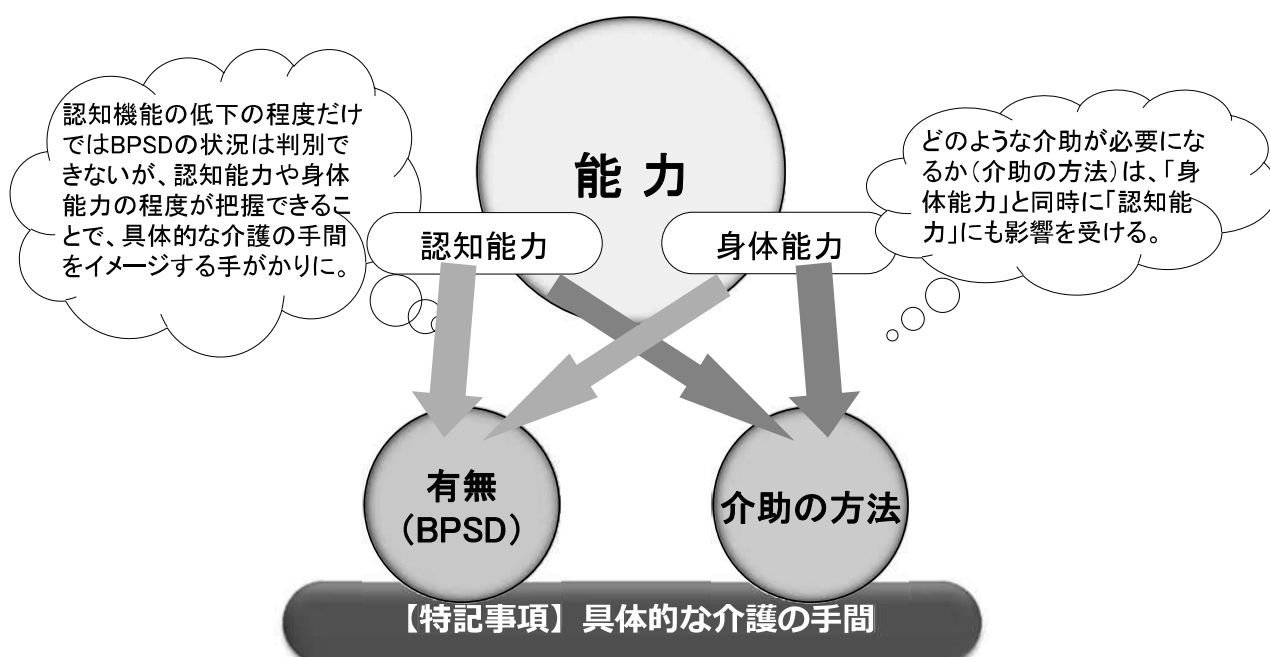 認知機能の低下の程度だけ
ではBPSDの状況は判別で
きないが、認知能力や身体
能力の程度が把握できるこ
とで、具体的な介護の手間
をイメージする手がかりに。
能 力
認知能力
身体能力
どのような介助が必要にな
るか(介助の方法)は、「身
体能力」と同時に「認知能
力」にも影響を受ける。
有無
(BPSD)
介助の方法
【特記事項】具体的な介護の手間